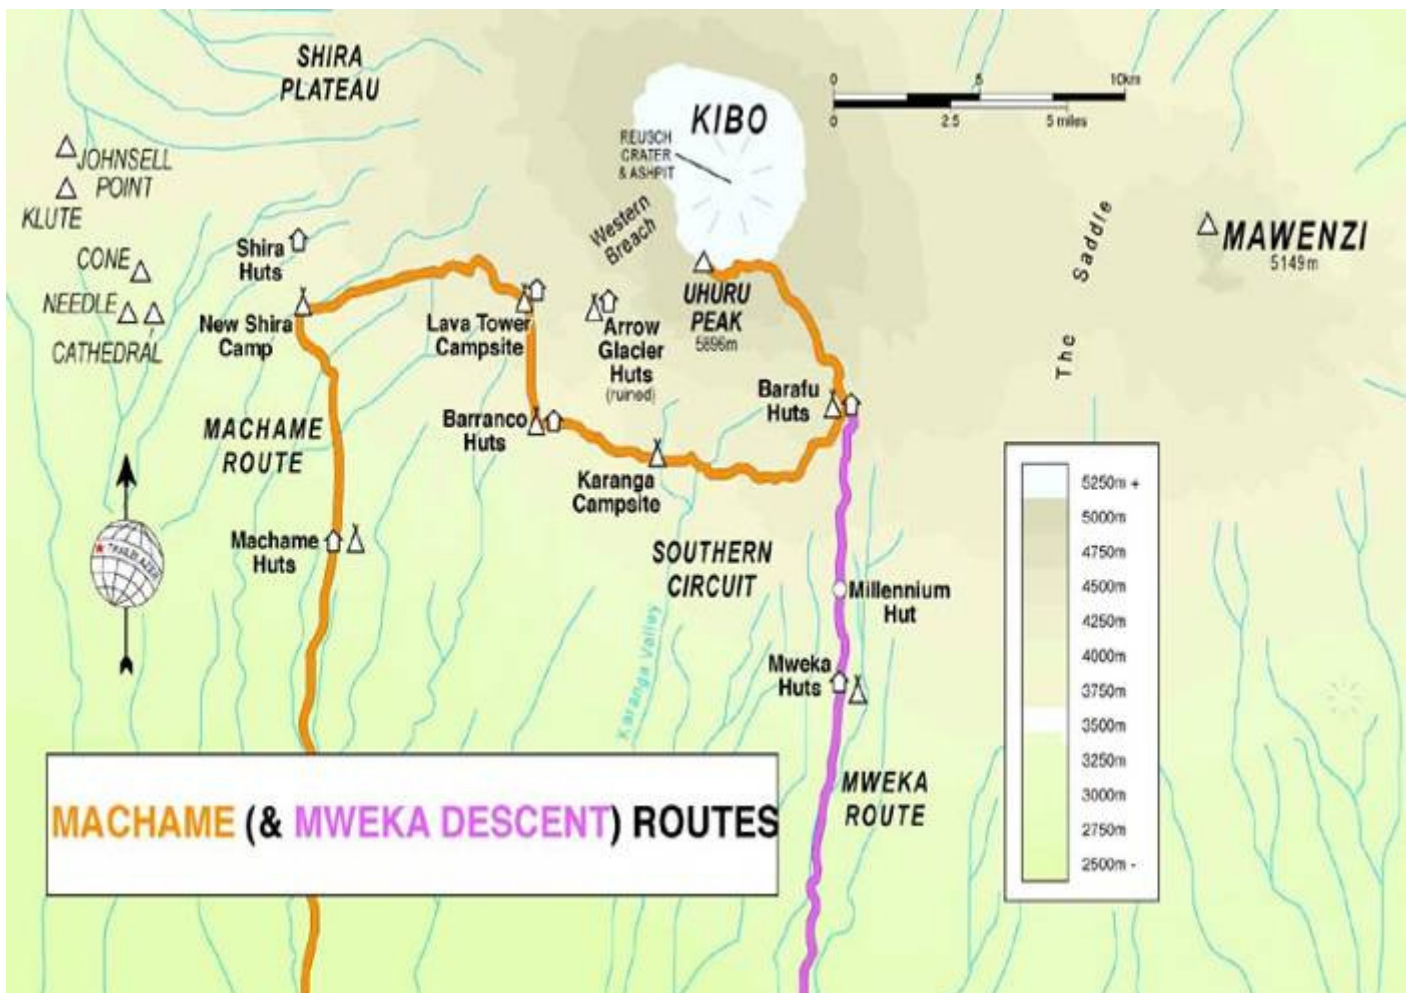 SHIRA
PLATEAU
KIBO
REUSCH
CRATER
& ASHPIT
0 5 10km
0 2.5 5 miles
JOHNSELL
POINT
KLUTE
CONE
NEEDLE
CATHEDRAL
Shira
Huts
New Shira
Camp
Western
Breach
The Saddle
MAWENZI
5149m
UHURU
PEAK
5896m
Lava Tower
Campsite
Arrow
Glacier
Huts
(ruined)
Barafu
Huts
MACHAME
ROUTE
Barranco
Huts
Karanga
Campsite
Machame
Huts
TRAILBLAZER
SOUTHERN
CIRCUIT
Millennium
Hut
Karanga Valley
Mweka
Huts
MWEKA
ROUTE
5250m +
5000m
4750m
4500m
4250m
4000m
3750m
3500m
3250m
3000m
2750m
2500m -
MACHAME (& MWEKA DESCENT) ROUTES